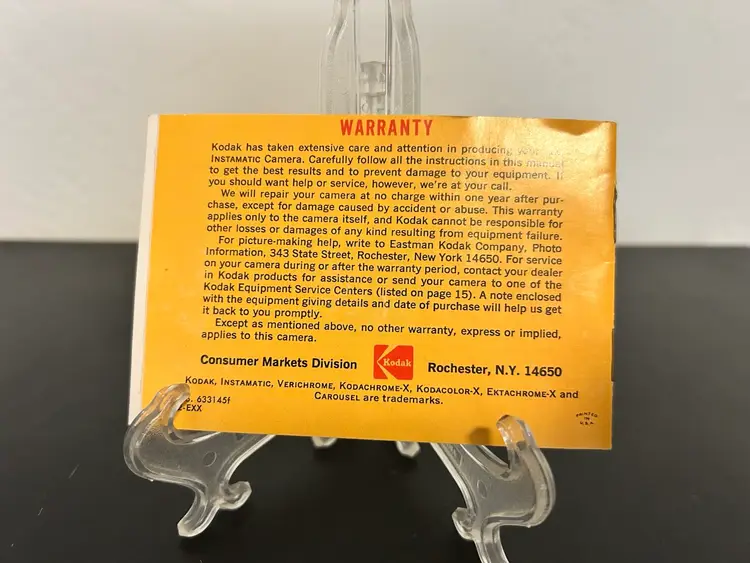 WARRANTY
Kodak has taken extensive care and attention in producing
INSTAMATIC Camera. Carefully follow all the instructions in this manual
to get the best results and to prevent damage to your equipment. If
you should want help or service, however, we're at your call.
We will repair your camera at no charge within one year after pur-
chase, except for damage caused by accident or abuse. This warranty
applies only to the camera itself, and Kodak cannot be responsible for
other losses or damages of any kind resulting from equipment failure.
For picture-making help, write to Eastman Kodak Company, Photo
Information, 343 State Street, Rochester, New York 14650. For service
on your camera during or after the warranty period, contact your dealer
in Kodak products for assistance or send your camera to one of the
Kodak Equipment Service Centers (listed on page 15). A note enclosed
with the equipment giving details and date of purchase will help us get
it back to you promptly.
Except as mentioned above, no other warranty, express or implied,
applies to this camera.
Consumer Markets Division Kodak Rochester, N.Y. 14650
KODAK, INSTAMATIC, VERICHROME, KODACHROME-X, KODACOLOR-X, EKTACHROME-X and
CAROUSEL are trademarks.
633145f
-EXX
PRINTED
IN
U.S.A.